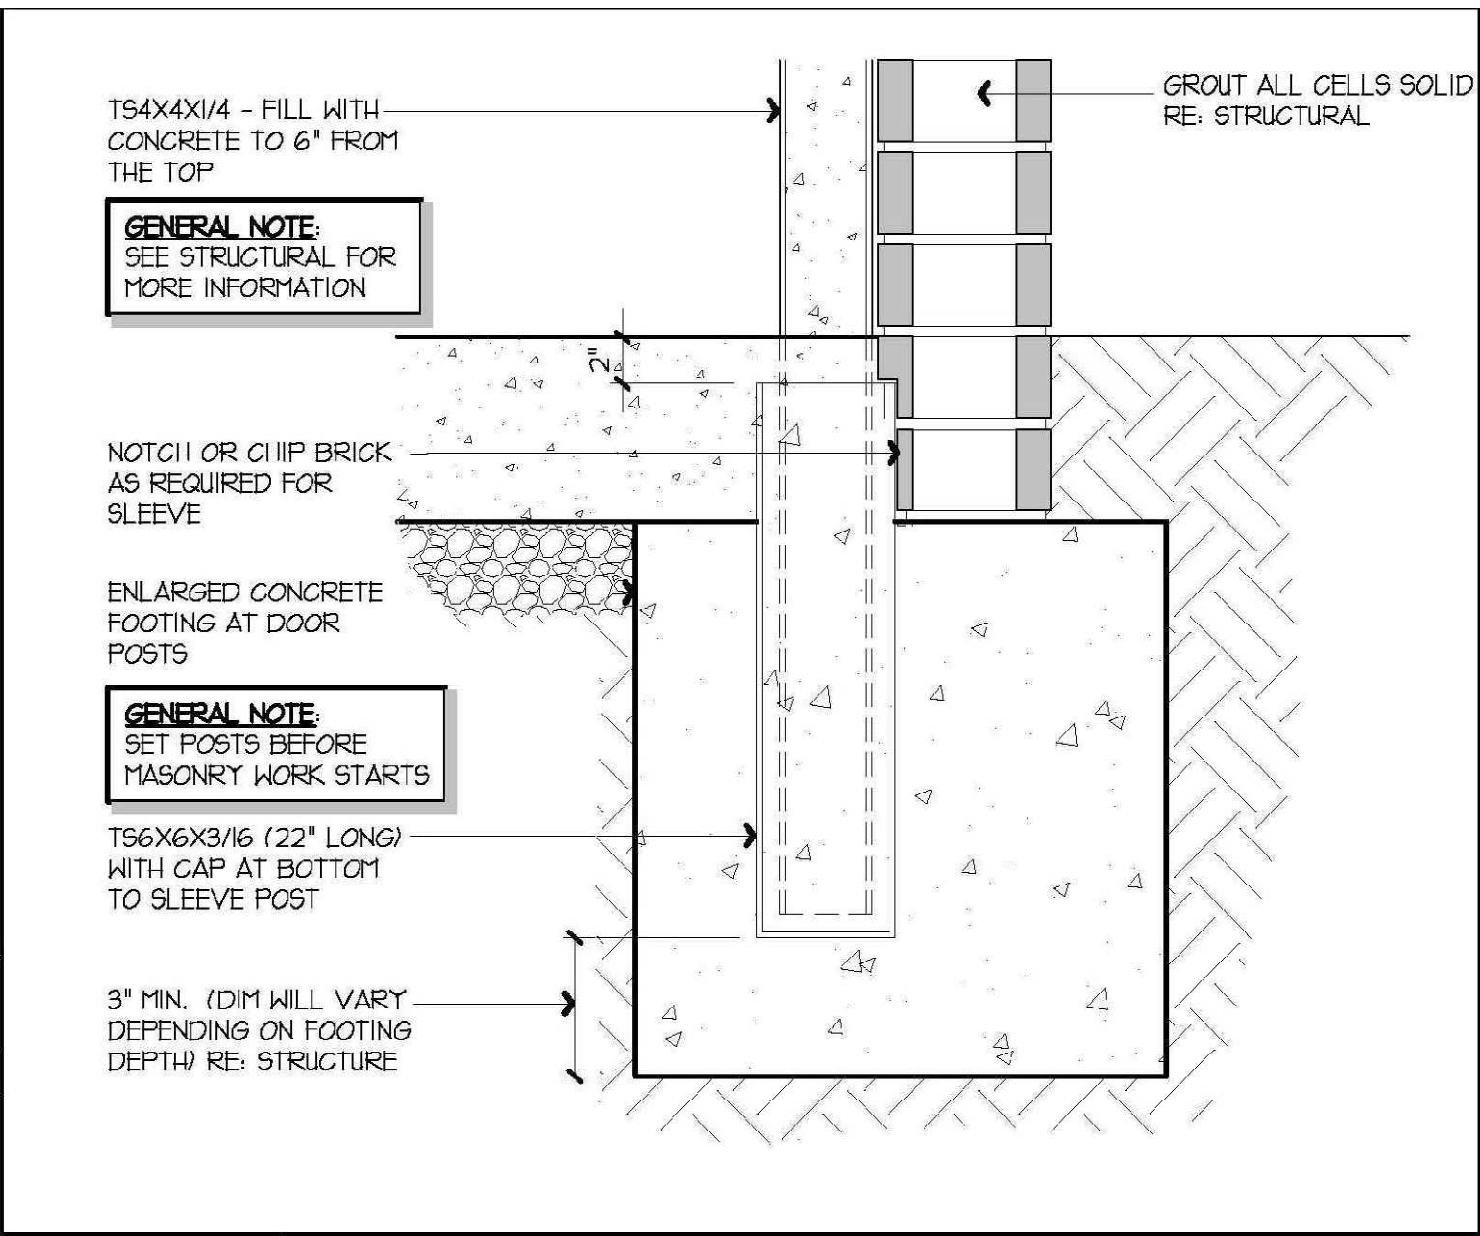 TS4X4X1/4 - FILL WITH
CONCRETE TO 6" FROM
THE TOP
GENERAL NOTE:
SEE STRUCTURAL FOR
MORE INFORMATION
GROUT ALL CELLS SOLID
RE: STRUCTURAL
2"
NOTCH OR CHIP BRICK
AS REQUIRED FOR
SLEEVE
ENLARGED CONCRETE
FOOTING AT DOOR
POSTS
GENERAL NOTE:
SET POSTS BEFORE
MASONRY WORK STARTS
TS6X6X3/16 (22" LONG)
WITH CAP AT BOTTOM
TO SLEEVE POST
3" MIN. (DIM WILL VARY
DEPENDING ON FOOTING
DEPTH) RE: STRUCTURE